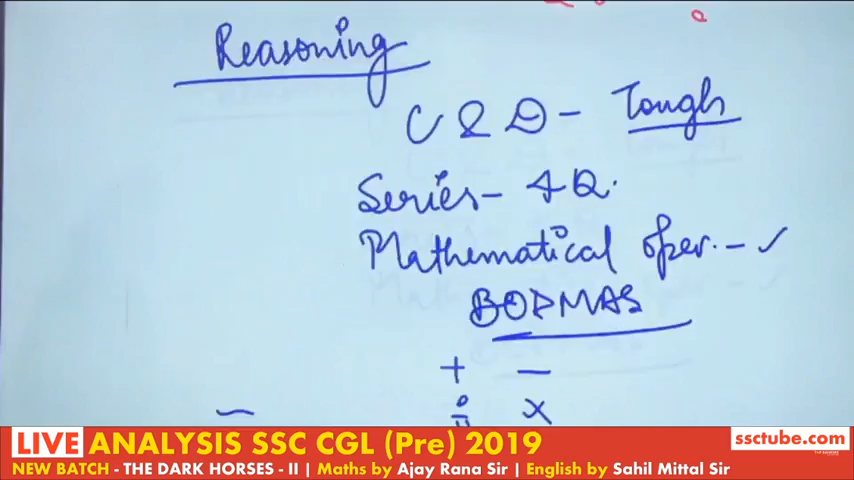 Reasoning
C & D - Tough
Series - 4 Q.
Mathematical oper. - ✓
BODMAS
+ -
÷ ×
LIVE ANALYSIS SSC CGL (Pre) 2019
ssctube.com
NEW BATCH - THE DARK HORSES - II | Maths by Ajay Rana Sir | English by Sahil Mittal Sir